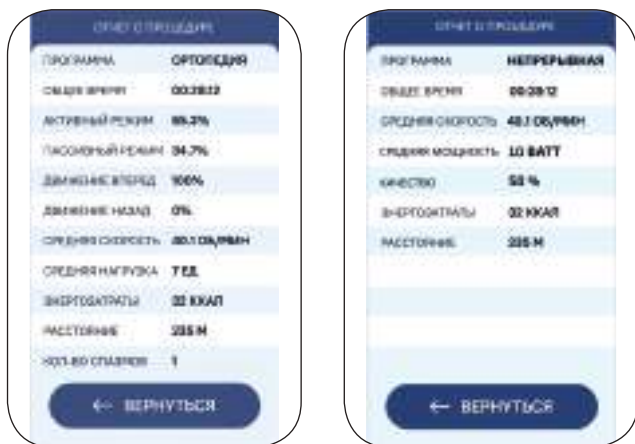 ОТЧЕТ О ПРОЦЕДУРЕ
ПРОГРАММА ОРТОПЕДИЯ
ОБЩЕЕ ВРЕМЯ 00:28:12
АКТИВНЫЙ РЕЖИМ 65.3%
ПАССИВНЫЙ РЕЖИМ 34.7%
ДВИЖЕНИЕ ВПЕРЕД 100%
ДВИЖЕНИЕ НАЗАД 0%
СРЕДНЯЯ СКОРОСТЬ 40.1 ОБ/МИН
СРЕДНЯЯ НАГРУЗКА 7 ЕД.
ЭНЕРГОЗАТРАТЫ 02 ККАЛ
РАССТОЯНИЕ 235 М
КОЛ-ВО СПАЗМОВ 1
← ВЕРНУТЬСЯ
ОТЧЕТ О ПРОЦЕДУРЕ
ПРОГРАММА НЕПРЕРЫВНАЯ
ОБЩЕЕ ВРЕМЯ 00:28:12
СРЕДНЯЯ СКОРОСТЬ 40.1 ОБ/МИН
СРЕДНЯЯ МОЩНОСТЬ 10 ВАТТ
КАЧЕСТВО 50 %
ЭНЕРГОЗАТРАТЫ 02 ККАЛ
РАССТОЯНИЕ 235 М
← ВЕРНУТЬСЯ